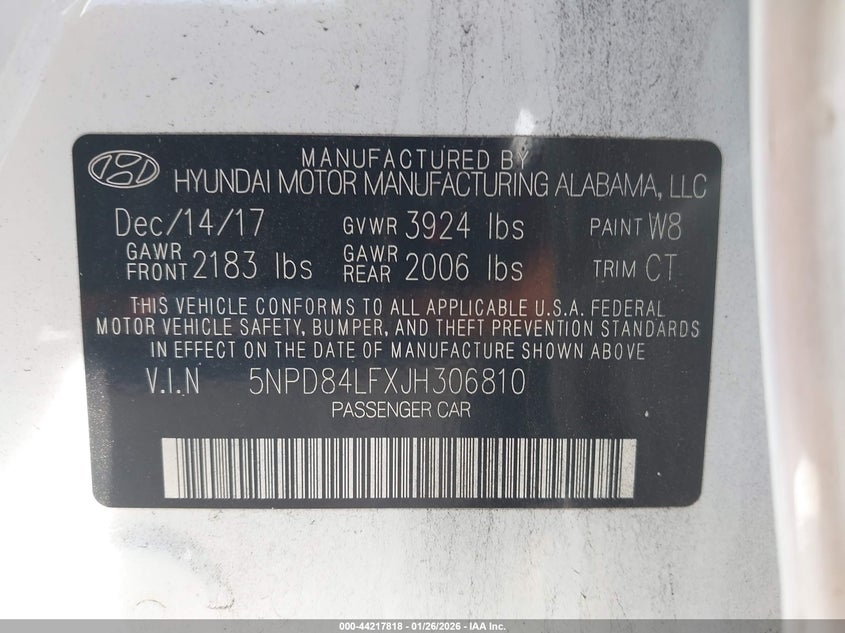 MANUFACTURED BY
HYUNDAI MOTOR MANUFACTURING ALABAMA, LLC
Dec/14/17 GVWR 3924 lbs PAINT W8
GAWR FRONT 2183 lbs GAWR REAR 2006 lbs TRIM CT
THIS VEHICLE CONFORMS TO ALL APPLICABLE U.S.A. FEDERAL
MOTOR VEHICLE SAFETY, BUMPER, AND THEFT PREVENTION STANDARDS
IN EFFECT ON THE DATE OF MANUFACTURE SHOWN ABOVE
V.I.N 5NPD84LFXJH306810
PASSENGER CAR
000-44217818 - 01/26/2026 - IAA Inc.